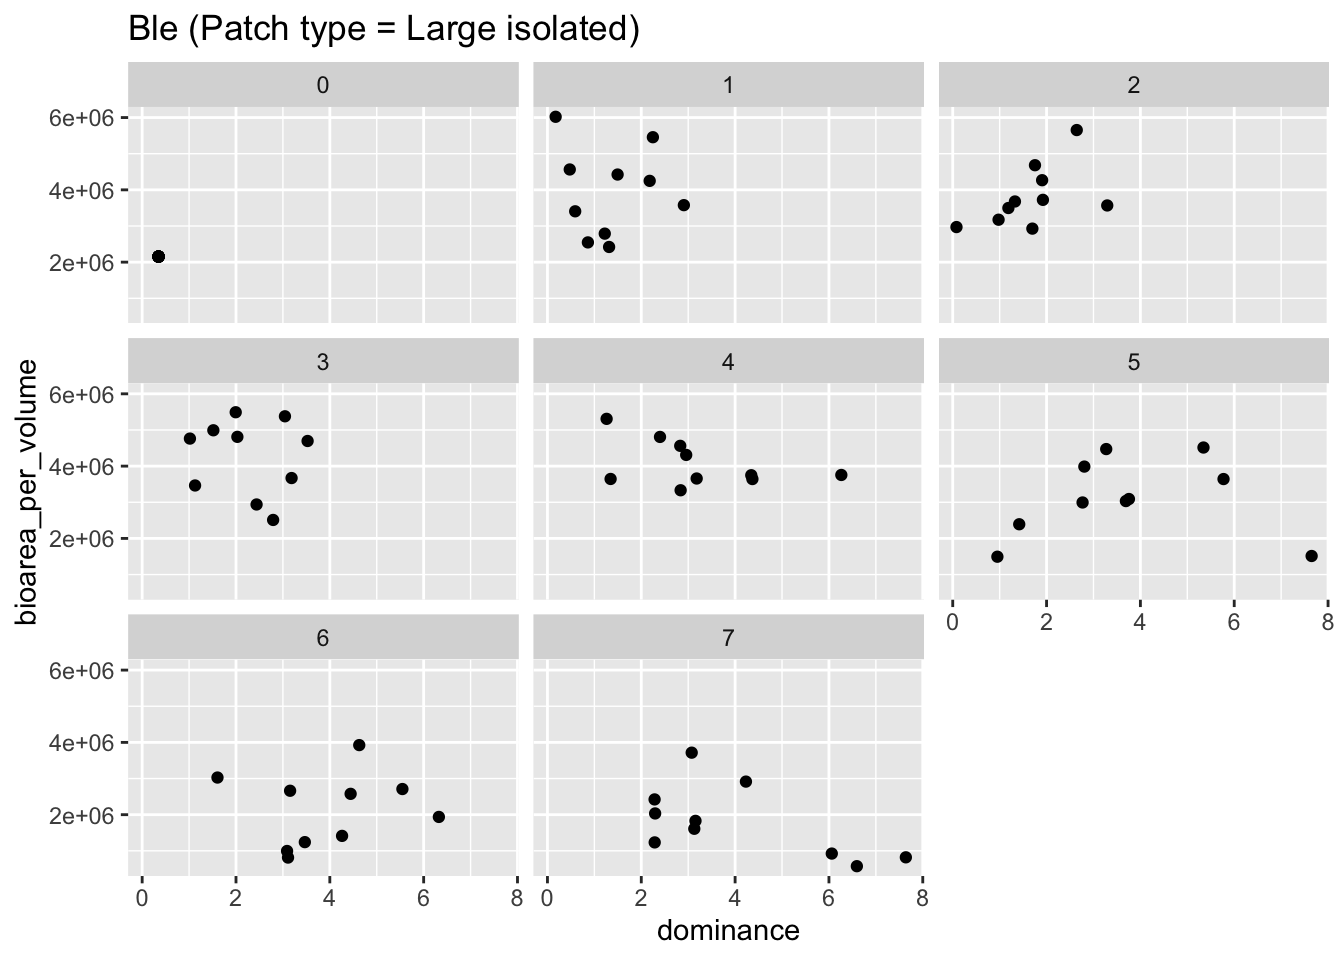 Ble (Patch type = Large isolated)
0 1 2
6e+06
4e+06
2e+06
3 4 5
6e+06
4e+06
2e+06
0 2 4 6 8
6 7
6e+06
4e+06
2e+06
0 2 4 6 8 0 2 4 6 8
dominance
bioarea_per_volume